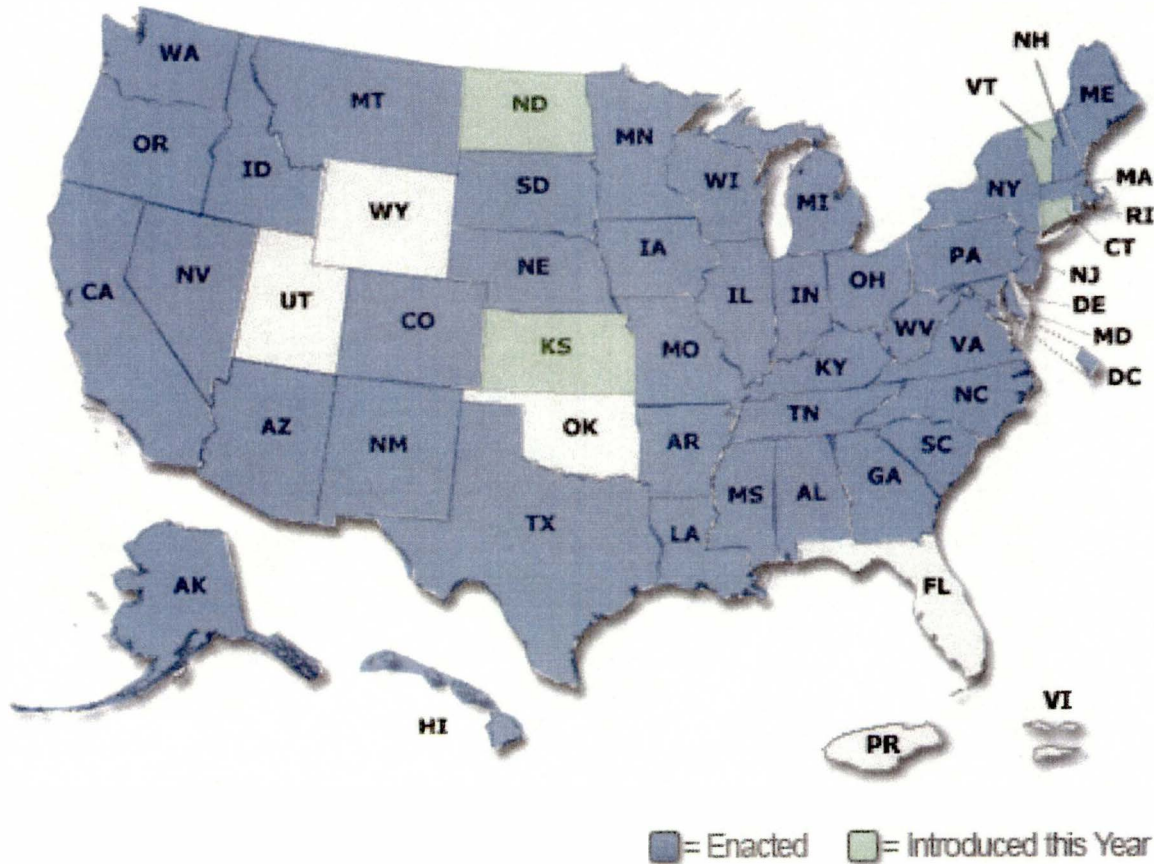 WA
MT
ND
MN
OR
ID
SD
WI
MI
WY
NH
VT
ME
NY
MA
RI
CT
NJ
DE
MD
DC
IA
NE
PA
OH
IN
IL
NV
UT
CA
CO
KS
MO
WV
VA
KY
NC
TN
AZ
NM
OK
AR
SC
MS
AL
GA
TX
LA
AK
FL
HI
PR
VI
= Enacted = Introduced this Year